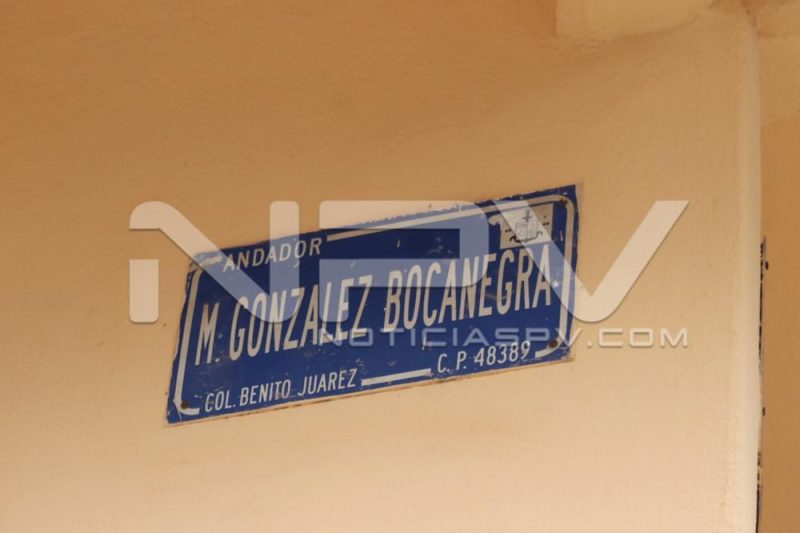 ANDADOR
M. GONZALEZ BOCANEGRA
COL. BENITO JUAREZ C.P. 48389
NPV
NOTICIASPV.COM